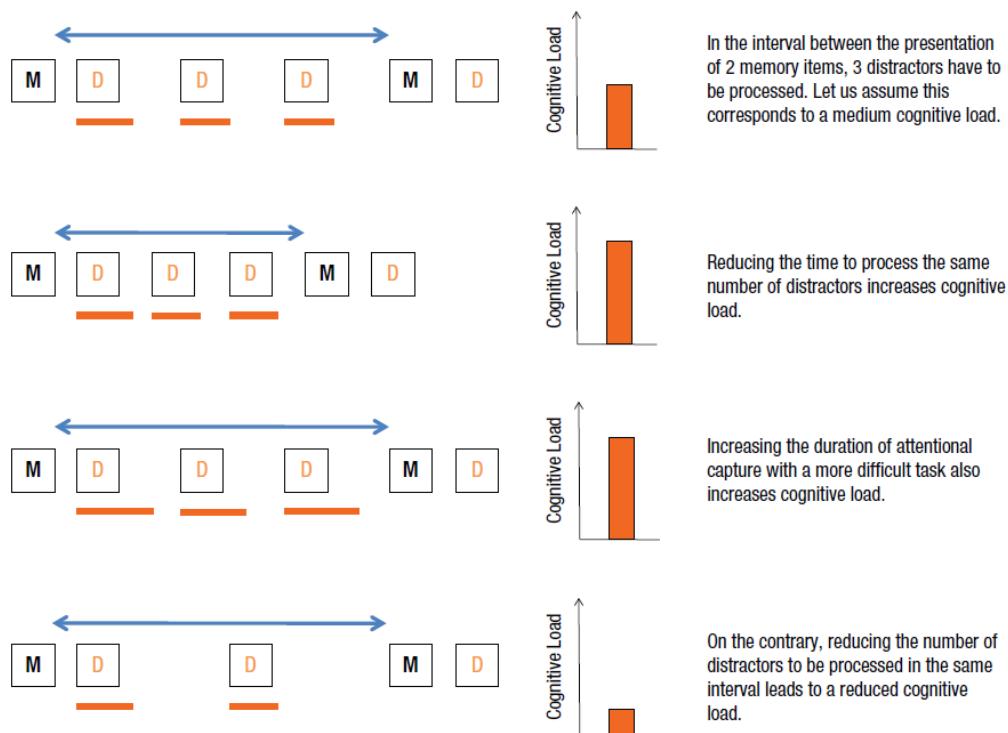 M D D D M D
Cognitive Load
In the interval between the presentation
of 2 memory items, 3 distractors have to
be processed. Let us assume this
corresponds to a medium cognitive load.
M D D D M D
Cognitive Load
Reducing the time to process the same
number of distractors increases cognitive
load.
M D D D M D
Cognitive Load
Increasing the duration of attentional
capture with a more difficult task also
increases cognitive load.
M D D M D
Cognitive Load
On the contrary, reducing the number of
distractors to be processed in the same
interval leads to a reduced cognitive
load.